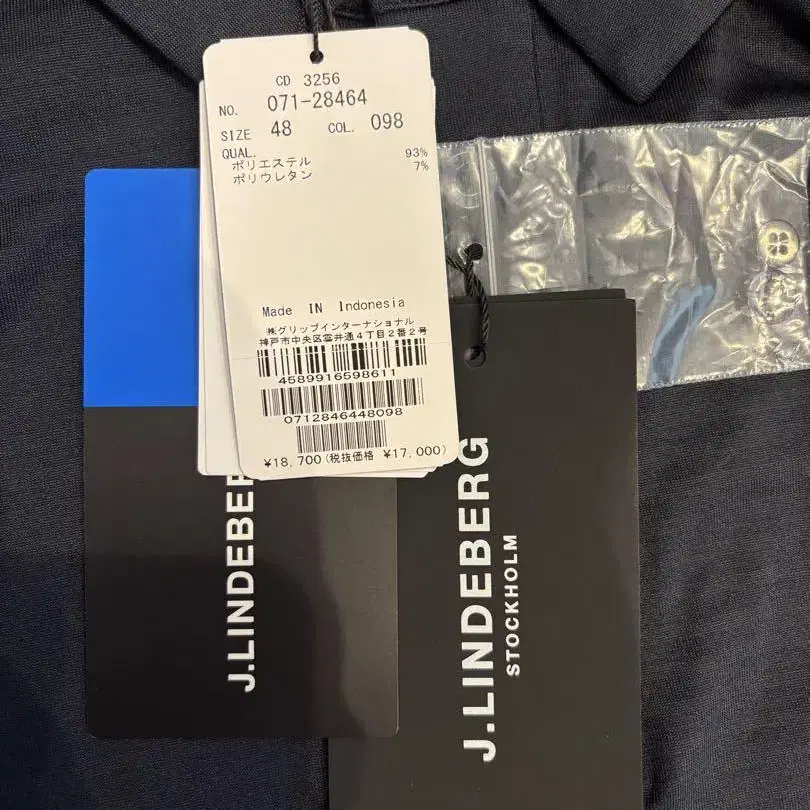 CD 3256
NO. 071-28464
SIZE 48 COL. 098
QUAL.
ポリエステル 93%
ポリウレタン 7%
Made IN Indonesia
㈱グリップインターナショナル
神戸市中央区雲井通4丁目2番2号
4589916598611
0712846448098
¥18,700(税抜価格 ¥17,000)
J.LINDEBER
J.LINDEBERG
STOCKHOLM